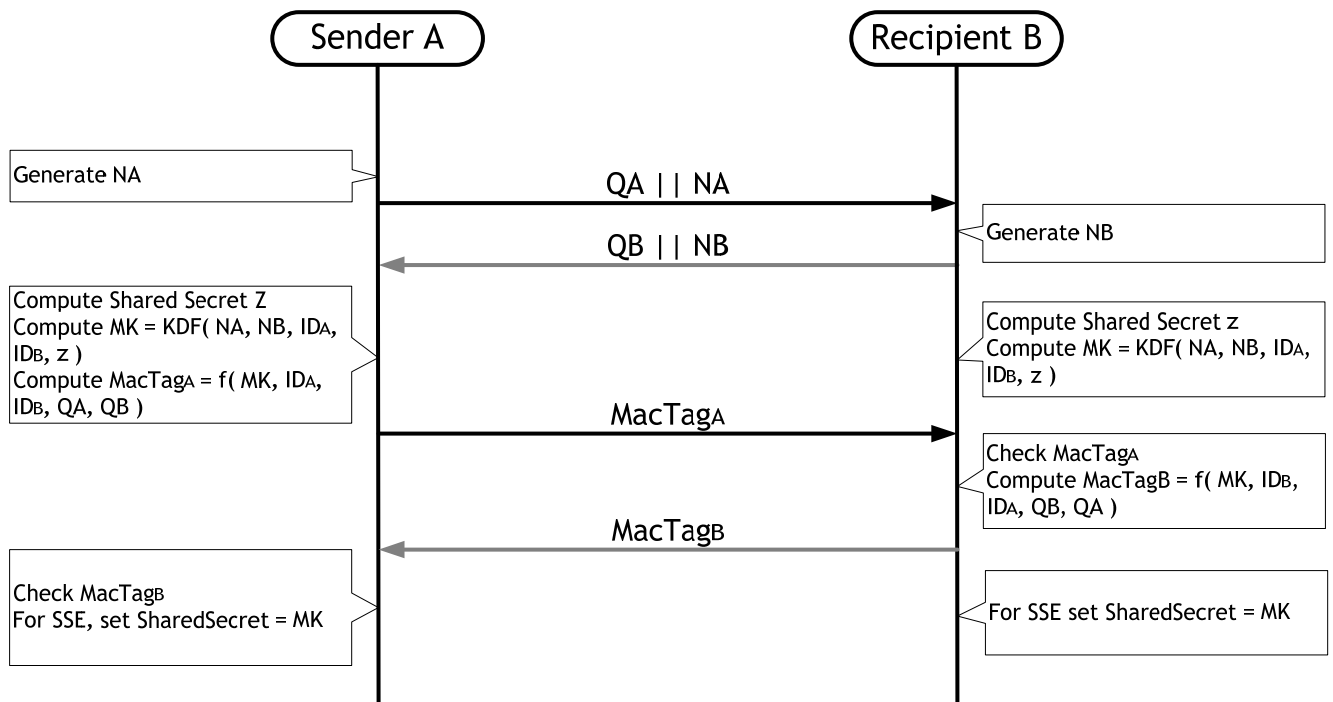 Sender A
Recipient B
Generate NA
QA || NA
Generate NB
QB || NB
Compute Shared Secret Z
Compute MK = KDF( NA, NB, IDA,
IDB, z )
Compute MacTagA = f( MK, IDA,
IDB, QA, QB )
Compute Shared Secret z
Compute MK = KDF( NA, NB, IDA,
IDB, z )
MacTagA
Check MacTagA
Compute MacTagB = f( MK, IDB,
IDA, QB, QA )
MacTagB
Check MacTagB
For SSE, set SharedSecret = MK
For SSE set SharedSecret = MK